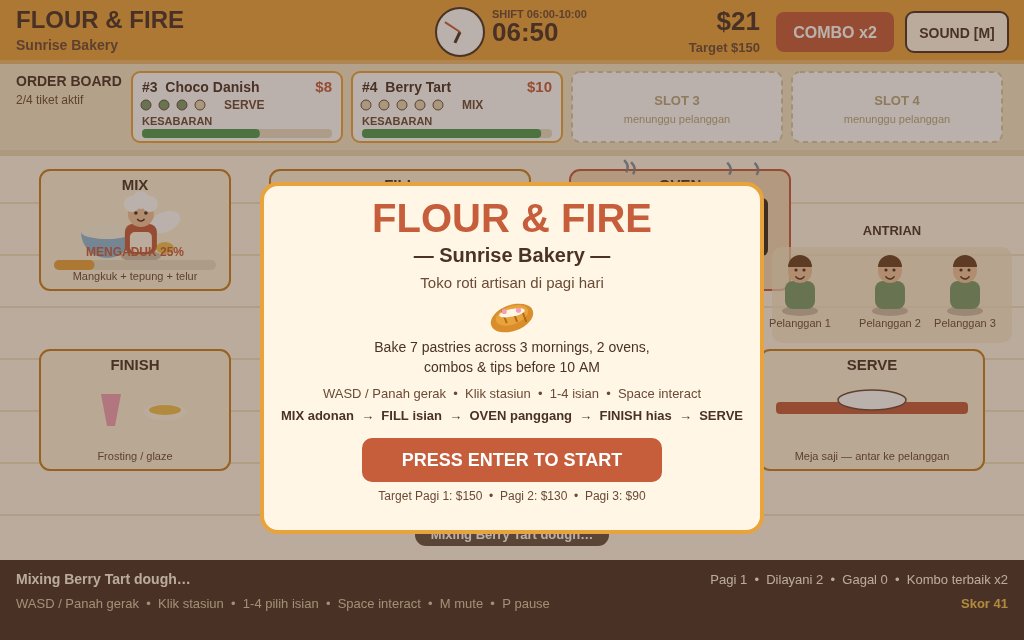 FLOUR & FIRE
Sunrise Bakery
SHIFT 06:00-10:00
06:50
$21
Target $150
COMBO x2
SOUND [M]
ORDER BOARD
2/4 tiket aktif
#3 Choco Danish $8
SERVE
KESABARAN
#4 Berry Tart $10
MIX
KESABARAN
SLOT 3
menunggu pelanggan
SLOT 4
menunggu pelanggan
MIX
MENGADUK 25%
Mangkuk + tepung + telur
ANTRIAN
Pelanggan 1
Pelanggan 2
Pelanggan 3
FINISH
Frosting / glaze
SERVE
Meja saji — antar ke pelanggan
FLOUR & FIRE
— Sunrise Bakery —
Toko roti artisan di pagi hari
Bake 7 pastries across 3 mornings, 2 ovens,
combos & tips before 10 AM
WASD / Panah gerak • Klik stasiun • 1-4 isian • Space interact
MIX adonan → FILL isian → OVEN panggang → FINISH hias → SERVE
PRESS ENTER TO START
Target Pagi 1: $150 • Pagi 2: $130 • Pagi 3: $90
Mixing Berry Tart dough…
Mixing Berry Tart dough…
Pagi 1 • Dilayani 2 • Gagal 0 • Kombo terbaik x2
WASD / Panah gerak • Klik stasiun • 1-4 pilih isian • Space interact • M mute • P pause
Skor 41